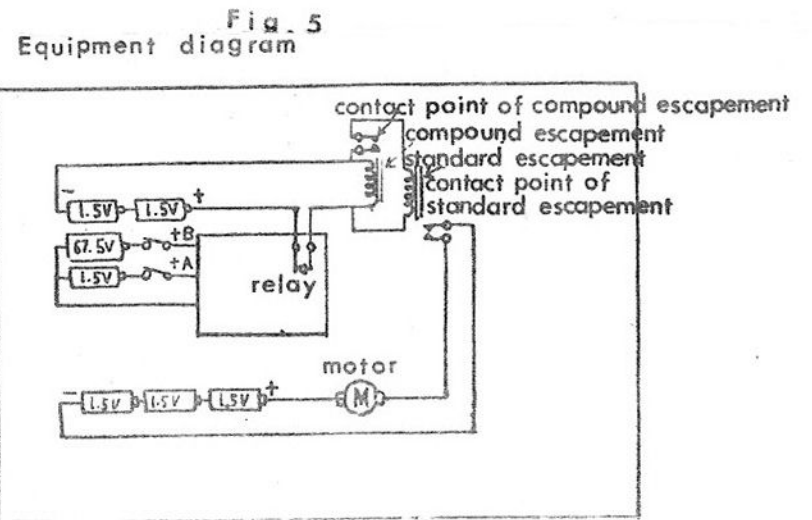 Fig. 5
Equipment diagram
contact point of compound escapement
compound escapement
standard escapement
contact point of
standard escapement
- 1.5V 1.5V +
67.5V +B
1.5V +A
relay
motor
- 1.5V 1.5V 1.5V + M